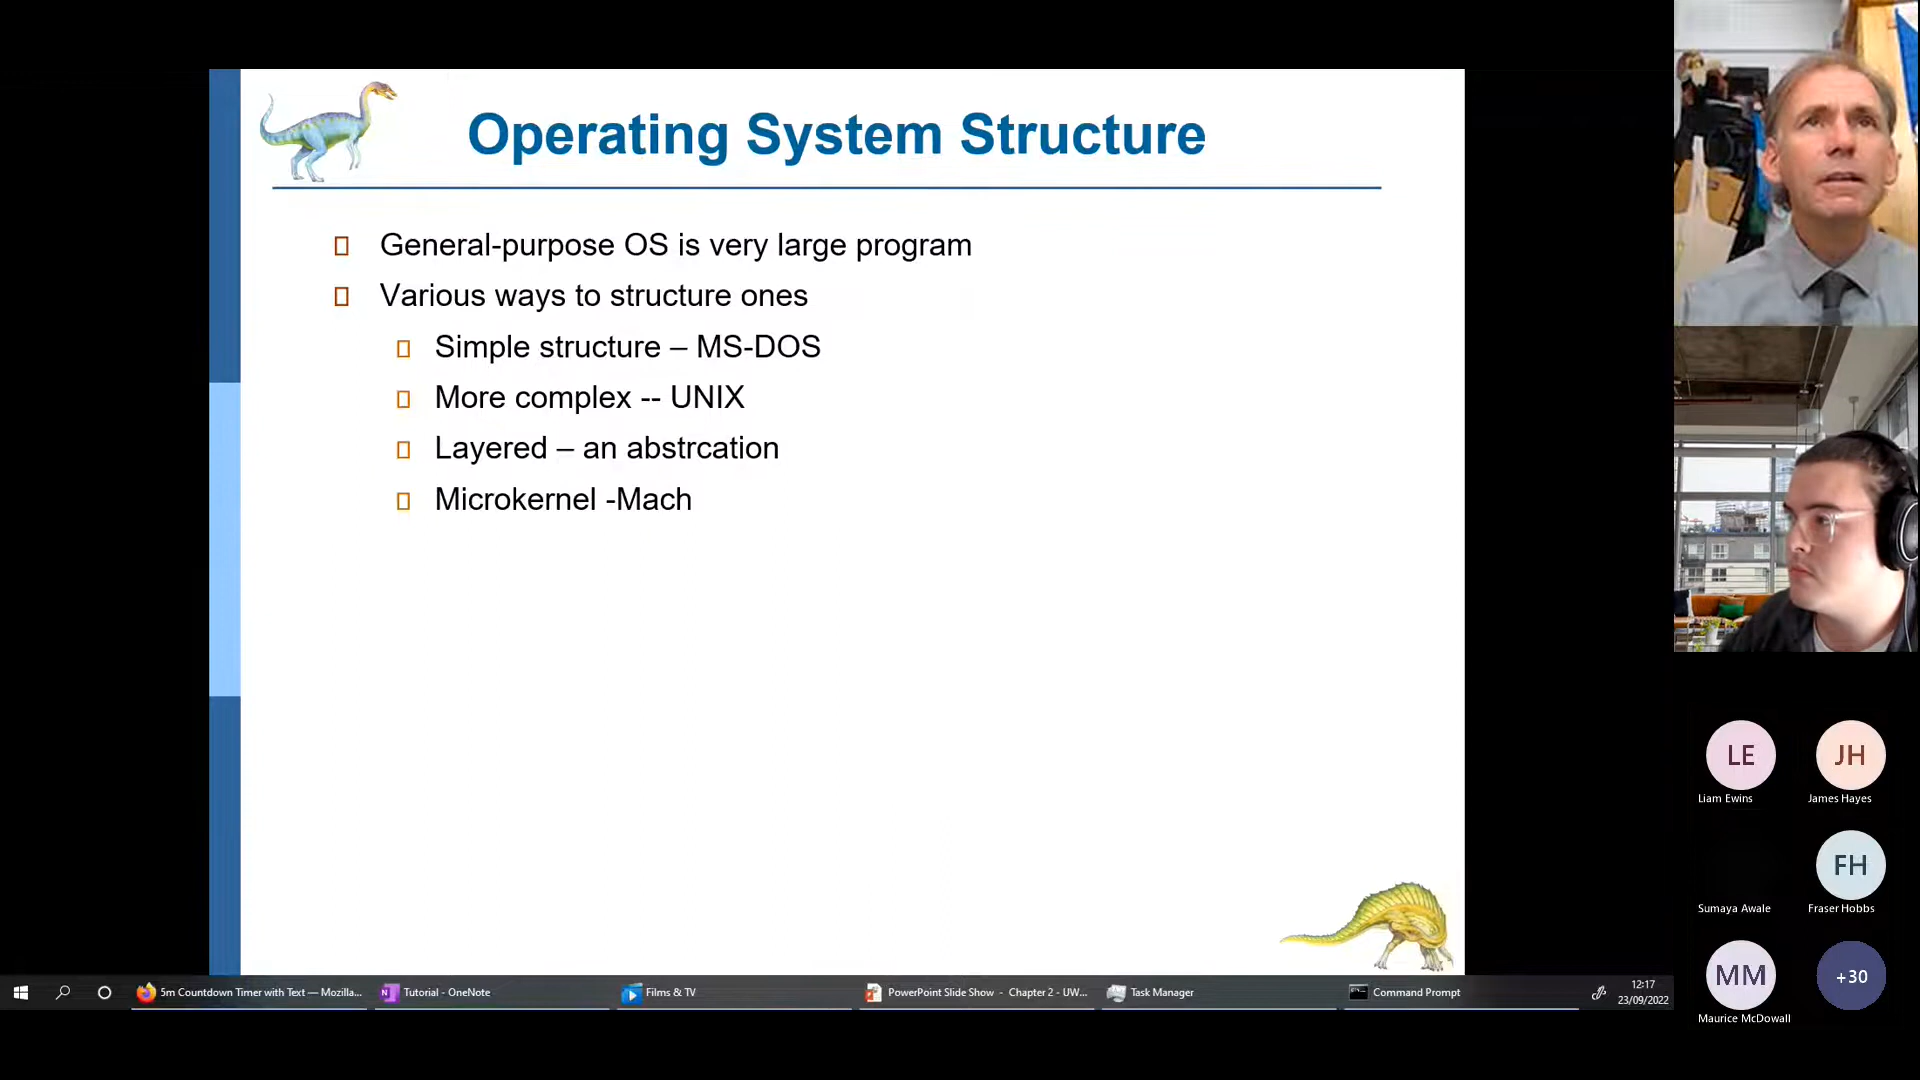 Operating System Structure
General-purpose OS is very large program
Various ways to structure ones
Simple structure – MS-DOS
More complex -- UNIX
Layered – an abstrcation
Microkernel -Mach
LE
JH
Liam Ewins
James Hayes
FH
Sumaya Awale
Fraser Hobbs
MM
+30
Maurice McDowall
5m Countdown Timer with Text — Mozilla...
Tutorial - OneNote
Films & TV
PowerPoint Slide Show - Chapter 2 - UW...
Task Manager
Command Prompt
12:17
23/09/2022